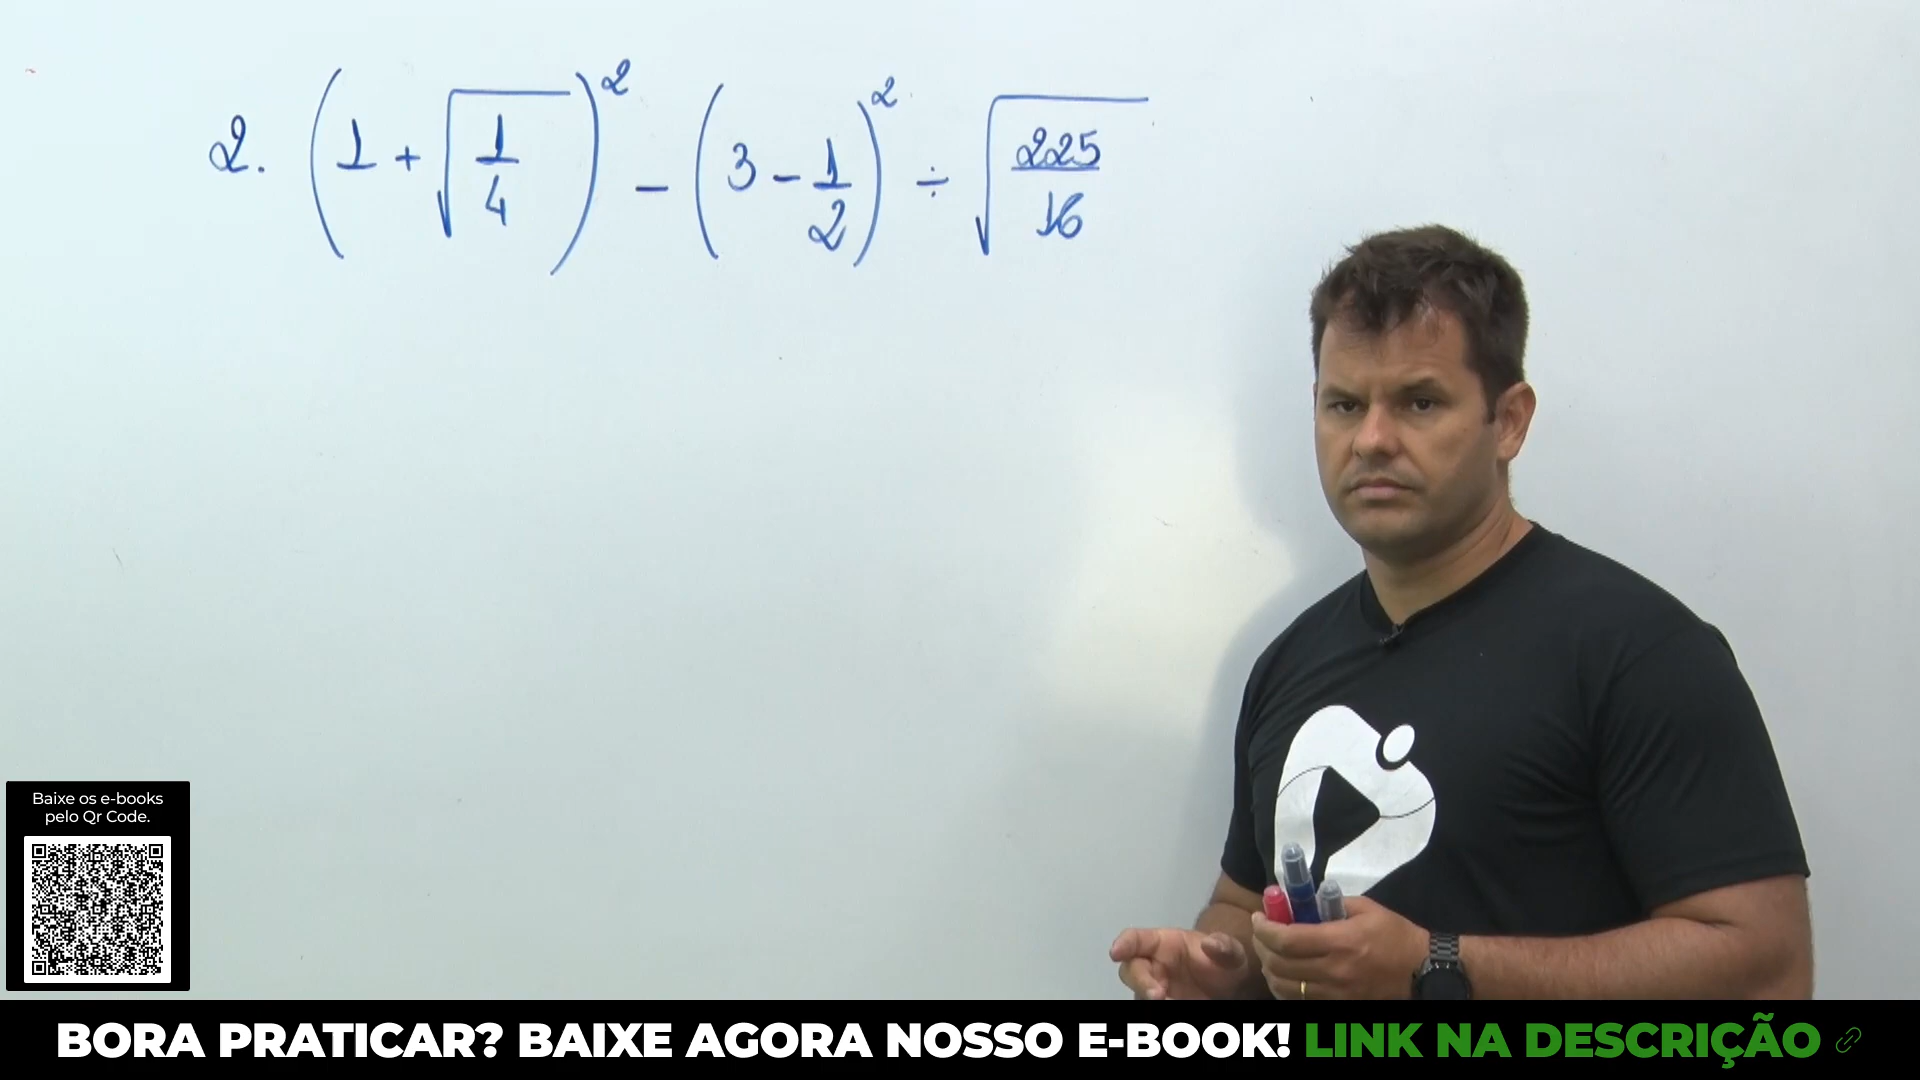 2. (1 + √(1/4))² − (3 − 1/2)² ÷ √(225/16)
Baixe os e-books
pelo Qr Code.
BORA PRATICAR? BAIXE AGORA NOSSO E-BOOK! LINK NA DESCRIÇÃO